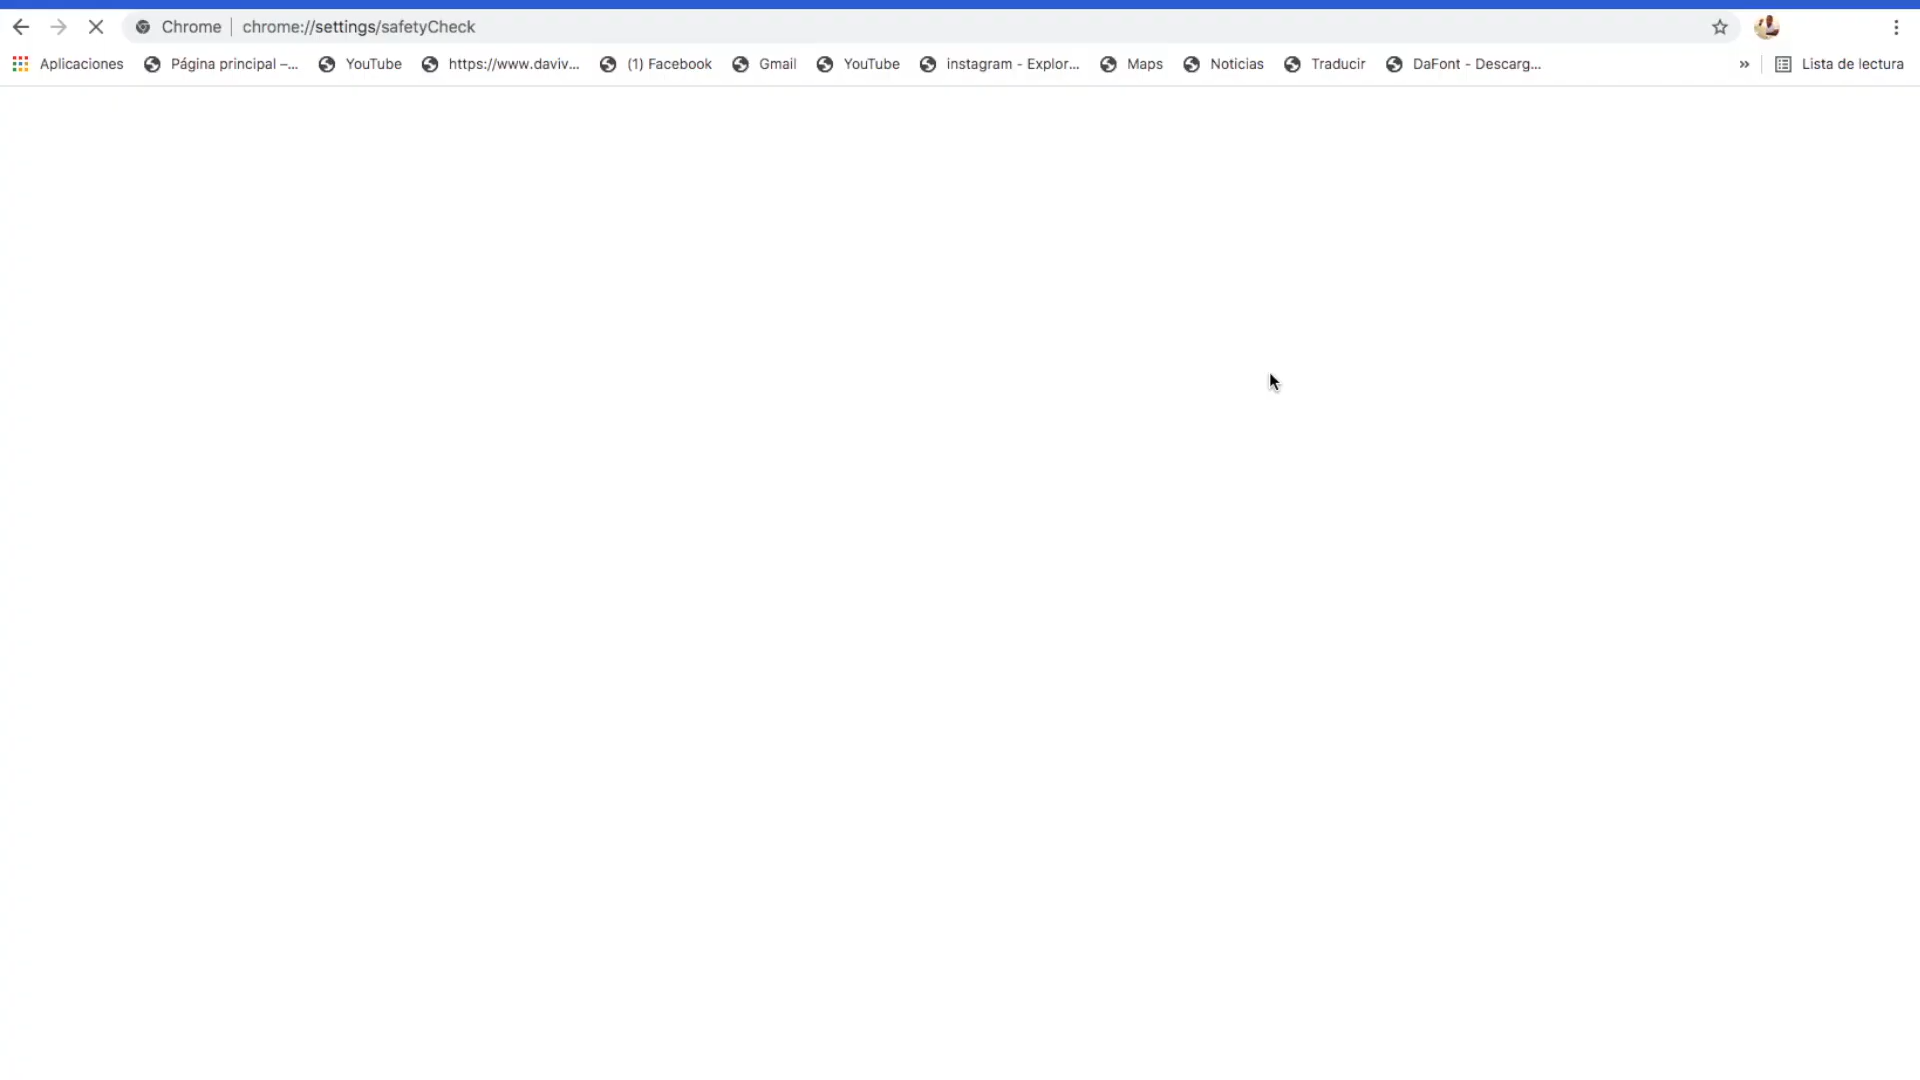 Chrome | chrome://settings/safetyCheck
Aplicaciones Página principal –... YouTube https://www.daviv... (1) Facebook Gmail YouTube instagram - Explor... Maps Noticias Traducir DaFont - Descarg... » Lista de lectura